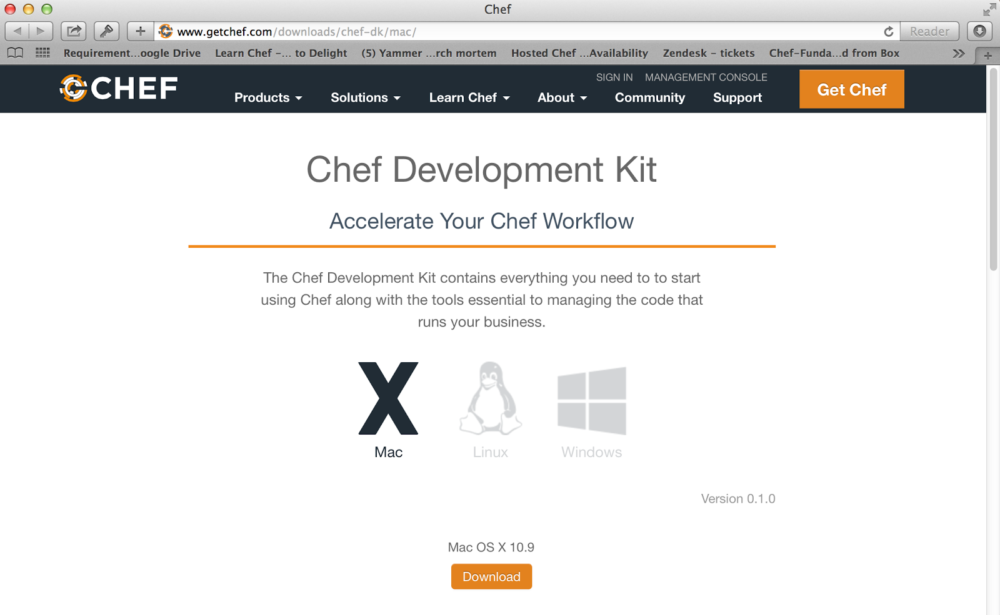 Chef
www.getchef.com/downloads/chef-dk/mac/
Reader
Requirement...oogle Drive
Learn Chef -... to Delight
(5) Yammer ...rch mortem
Hosted Chef ...Availability
Zendesk - tickets
Chef-Funda...d from Box
CHEF
SIGN IN
MANAGEMENT CONSOLE
Products
Solutions
Learn Chef
About
Community
Support
Get Chef
Chef Development Kit
Accelerate Your Chef Workflow
The Chef Development Kit contains everything you need to to start
using Chef along with the tools essential to managing the code that
runs your business.
Mac
Linux
Windows
Version 0.1.0
Mac OS X 10.9
Download